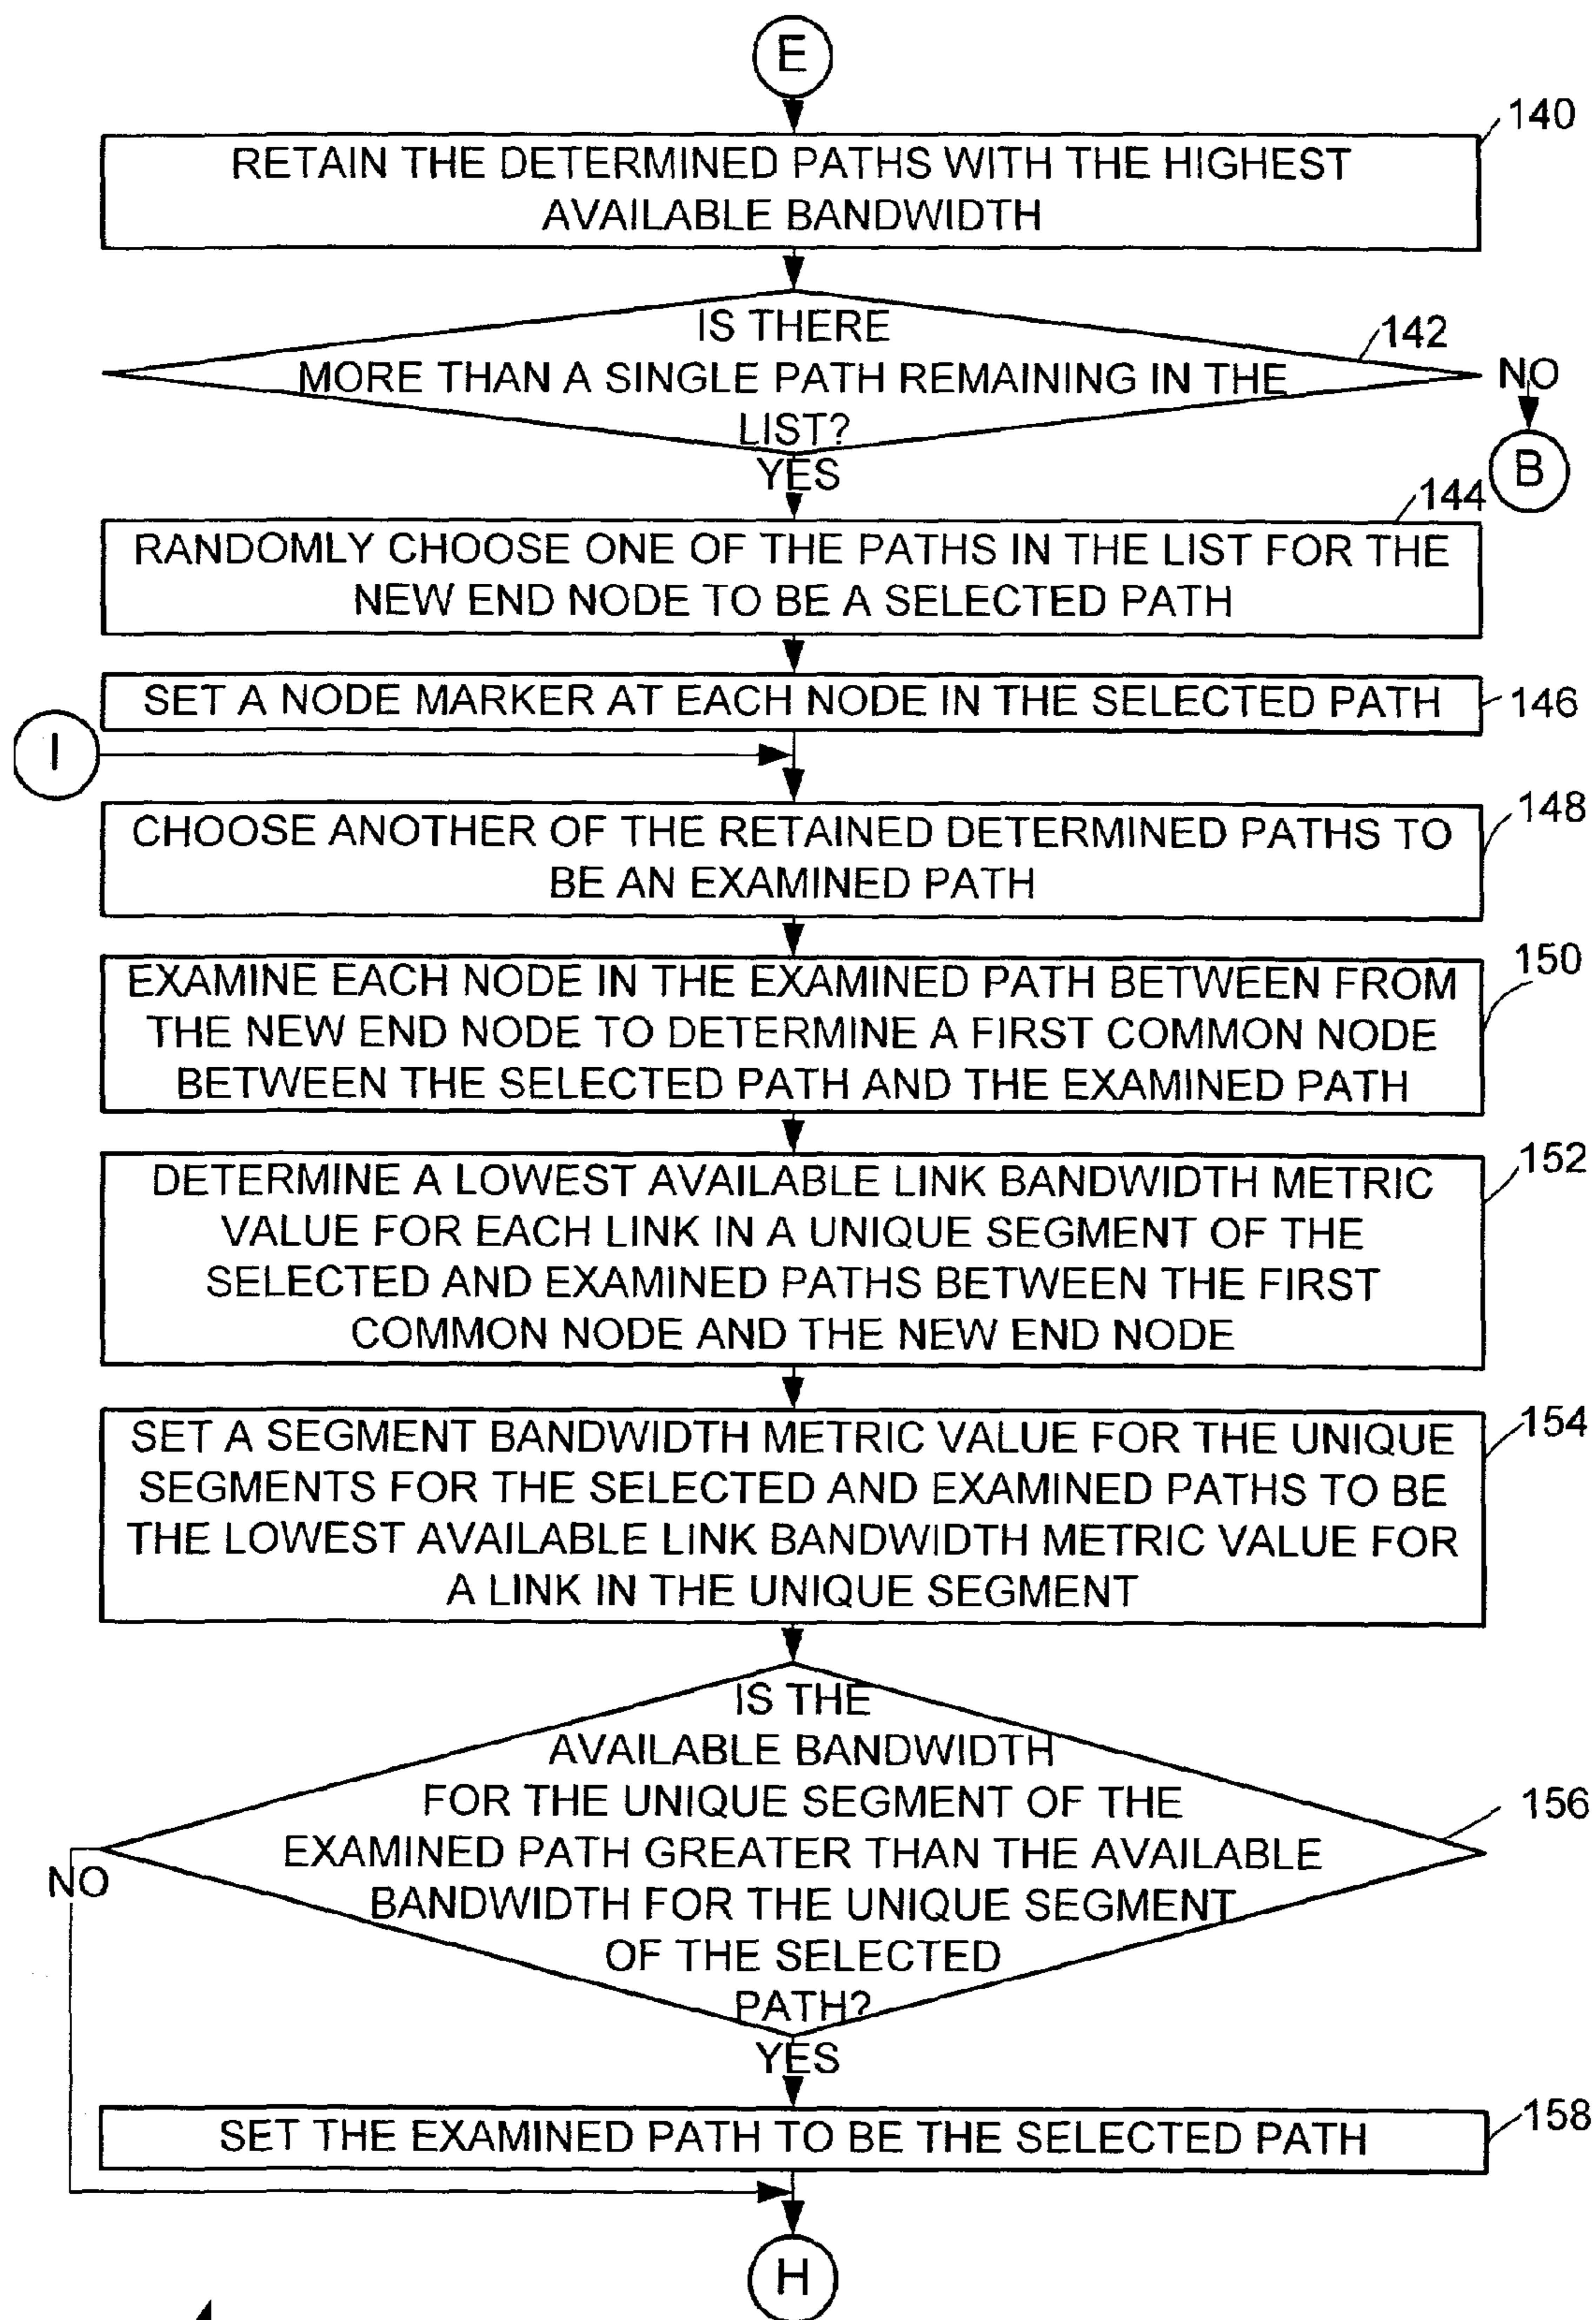 E
140
RETAIN THE DETERMINED PATHS WITH THE HIGHEST
AVAILABLE BANDWIDTH
IS THERE
MORE THAN A SINGLE PATH REMAINING IN THE
LIST?
142
NO
B
YES
144
RANDOMLY CHOOSE ONE OF THE PATHS IN THE LIST FOR THE
NEW END NODE TO BE A SELECTED PATH
SET A NODE MARKER AT EACH NODE IN THE SELECTED PATH
146
I
148
CHOOSE ANOTHER OF THE RETAINED DETERMINED PATHS TO
BE AN EXAMINED PATH
150
EXAMINE EACH NODE IN THE EXAMINED PATH BETWEEN FROM
THE NEW END NODE TO DETERMINE A FIRST COMMON NODE
BETWEEN THE SELECTED PATH AND THE EXAMINED PATH
152
DETERMINE A LOWEST AVAILABLE LINK BANDWIDTH METRIC
VALUE FOR EACH LINK IN A UNIQUE SEGMENT OF THE
SELECTED AND EXAMINED PATHS BETWEEN THE FIRST
COMMON NODE AND THE NEW END NODE
154
SET A SEGMENT BANDWIDTH METRIC VALUE FOR THE UNIQUE
SEGMENTS FOR THE SELECTED AND EXAMINED PATHS TO BE
THE LOWEST AVAILABLE LINK BANDWIDTH METRIC VALUE FOR
A LINK IN THE UNIQUE SEGMENT
IS THE
AVAILABLE BANDWIDTH
FOR THE UNIQUE SEGMENT OF THE
EXAMINED PATH GREATER THAN THE AVAILABLE
BANDWIDTH FOR THE UNIQUE SEGMENT
OF THE SELECTED
PATH?
156
NO
YES
158
SET THE EXAMINED PATH TO BE THE SELECTED PATH
H